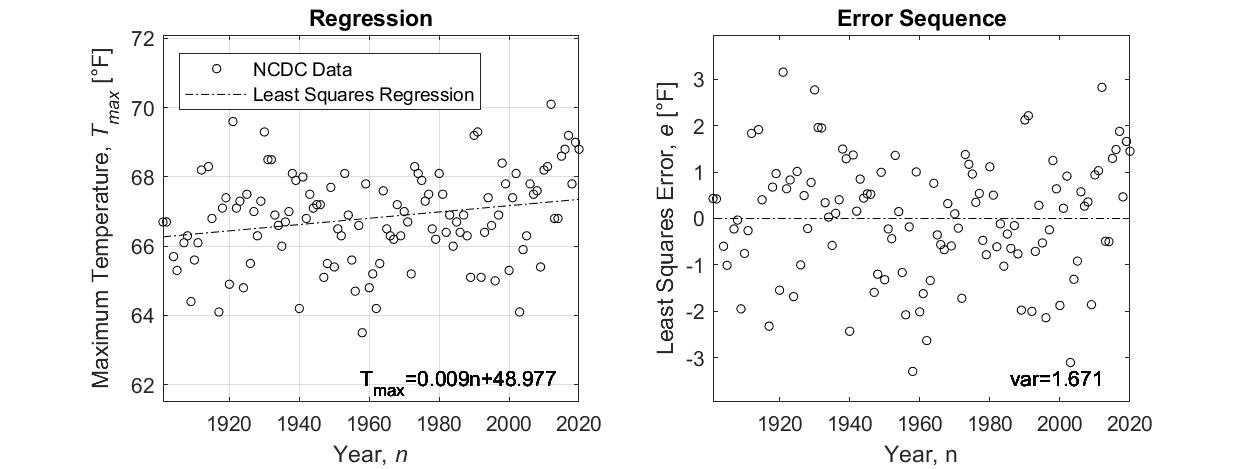 Regression
72
70
68
66
64
62
Maximum Temperature, Tmax [°F]
NCDC Data
Least Squares Regression
Tmax=0.009n+48.977
1920 1940 1960 1980 2000 2020
Year, n
Error Sequence
3
2
1
0
-1
-2
-3
Least Squares Error, e [°F]
var=1.671
1920 1940 1960 1980 2000 2020
Year, n